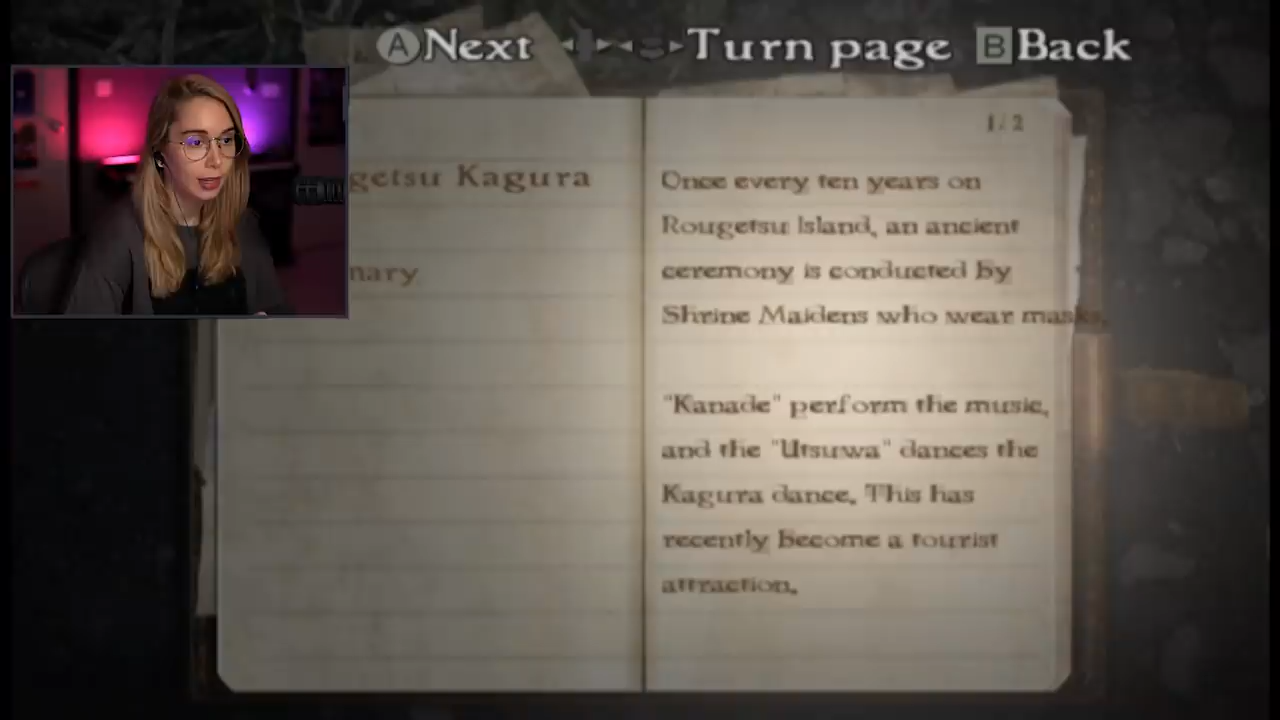 A Next Turn page B Back
1/2
getsu Kagura
nary
Once every ten years on
Rougetsu Island, an ancient
ceremony is conducted by
Shrine Maidens who wear masks.
"Kanade" perform the music,
and the "Utsuwa" dances the
Kagura dance. This has
recently become a tourist
attraction.